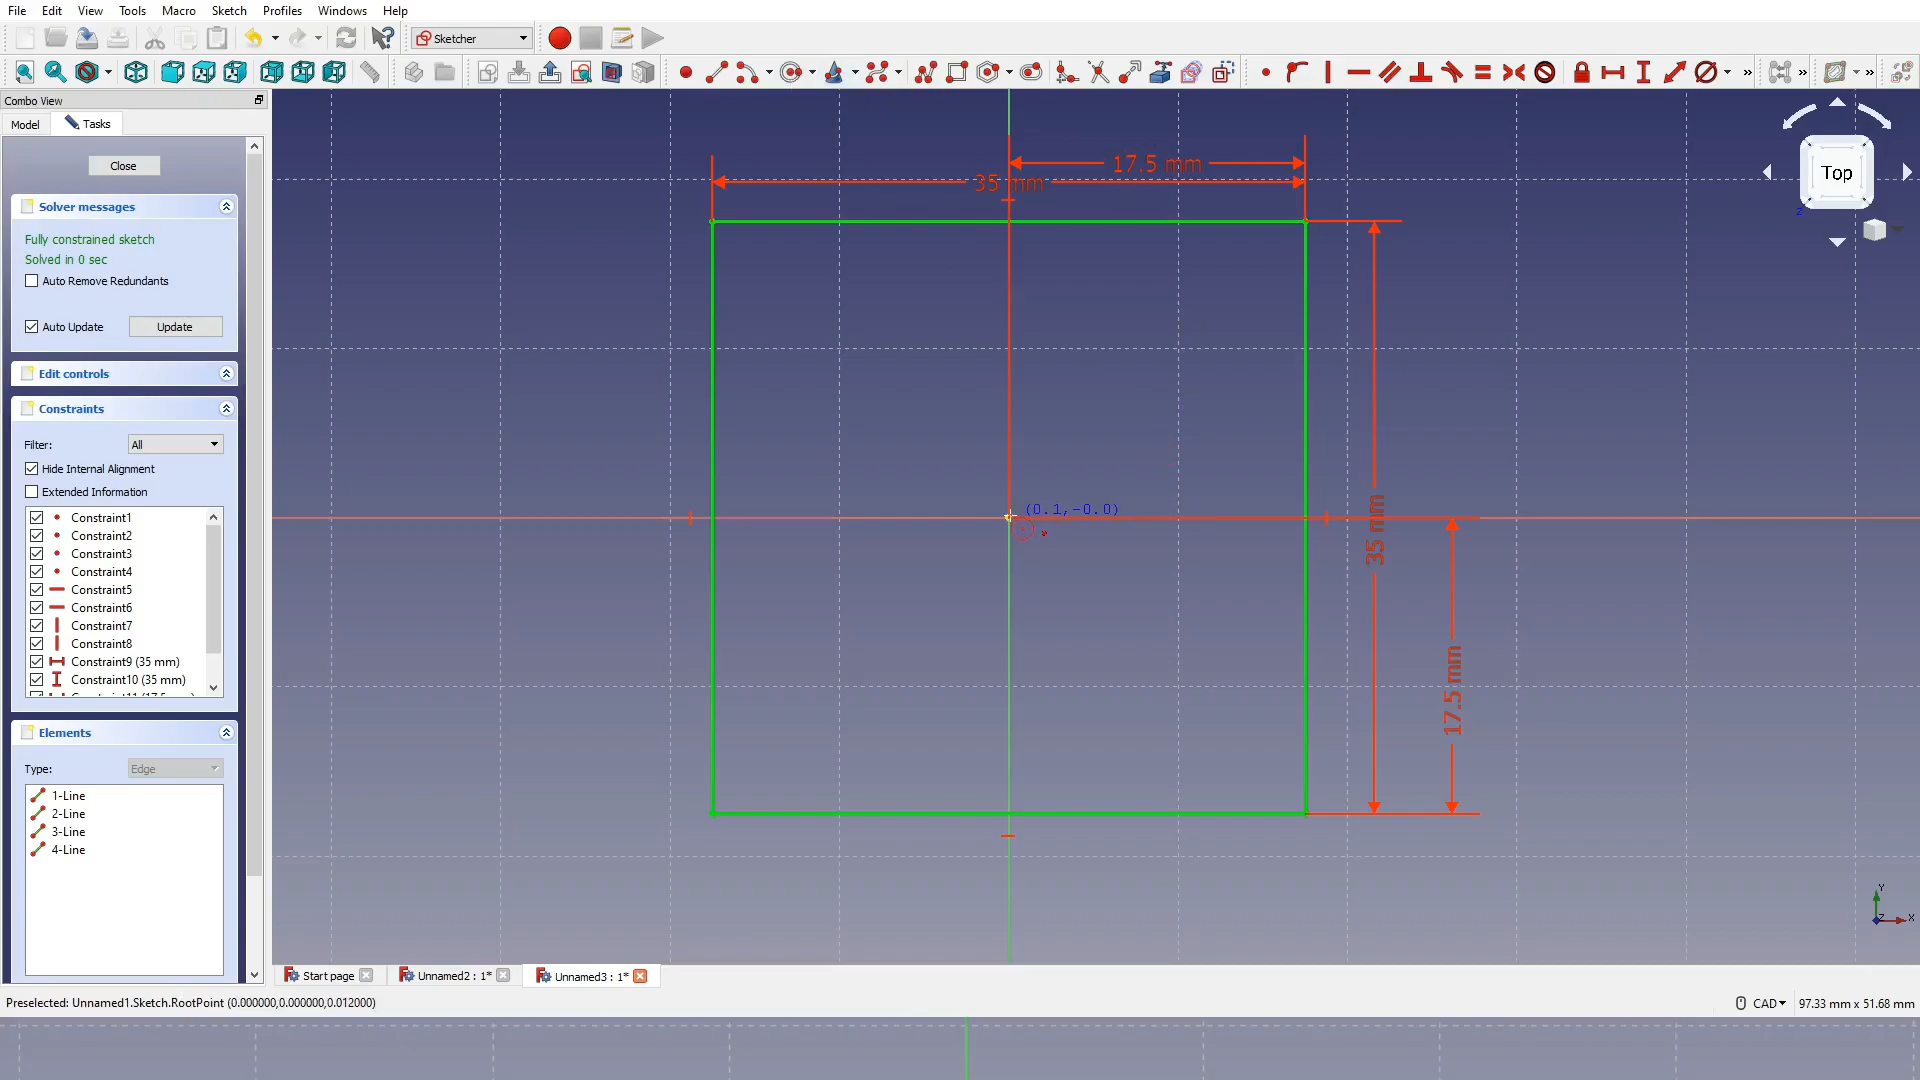 File Edit View Tools Macro Sketch Profiles Windows Help
Sketcher
Combo View
Model Tasks
Close
Solver messages
Fully constrained sketch
Solved in 0 sec
Auto Remove Redundants
Auto Update Update
Edit controls
Constraints
Filter: All
Hide Internal Alignment
Extended Information
Constraint1
Constraint2
Constraint3
Constraint4
Constraint5
Constraint6
Constraint7
Constraint8
Constraint9 (35 mm)
Constraint10 (35 mm)
Elements
Type: Edge
1-Line
2-Line
3-Line
4-Line
17.5 mm
35 mm
(0.1,-0.0)
35 mm
17.5 mm
Top
Z
Y
Z
X
Start page Unnamed2 : 1* Unnamed3 : 1*
Preselected: Unnamed1.Sketch.RootPoint (0.000000,0.000000,0.012000)
CAD 97.33 mm x 51.68 mm